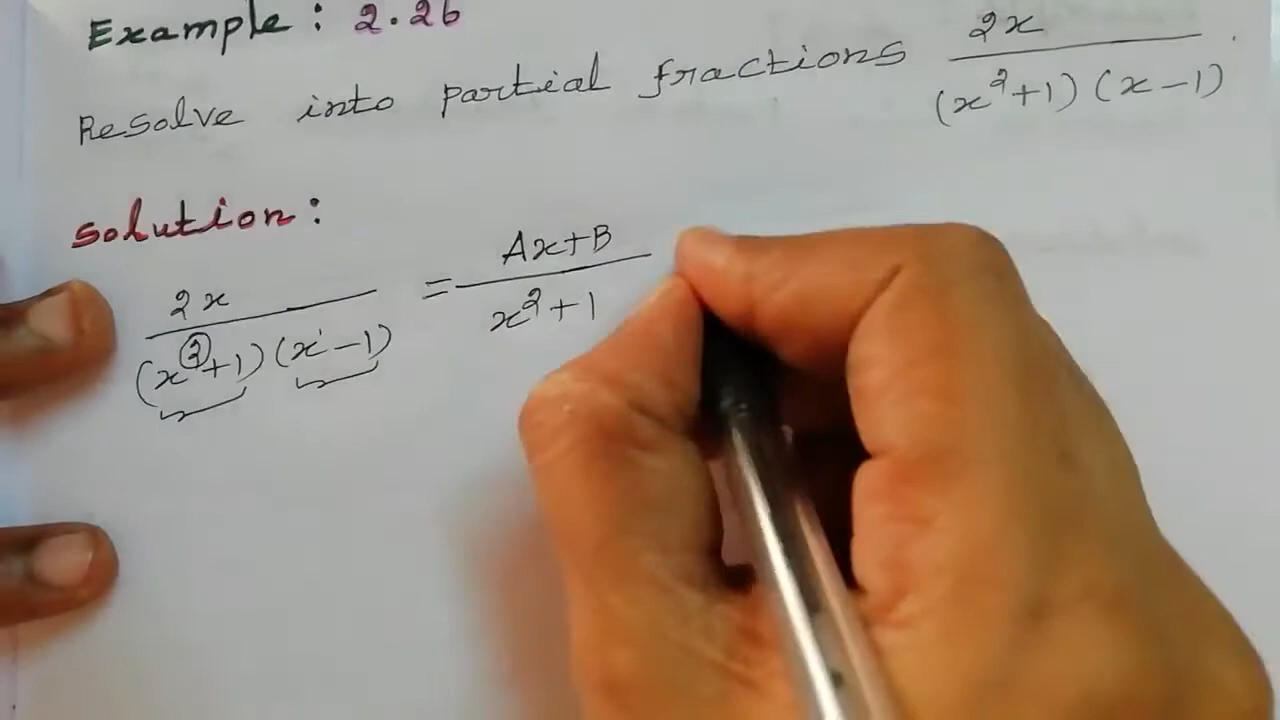 Example: 2.26
Resolve into partial fractions 2x / (x²+1)(x-1).
Solution:
2x / (x²+1)(x-1) = Ax+B / x²+1